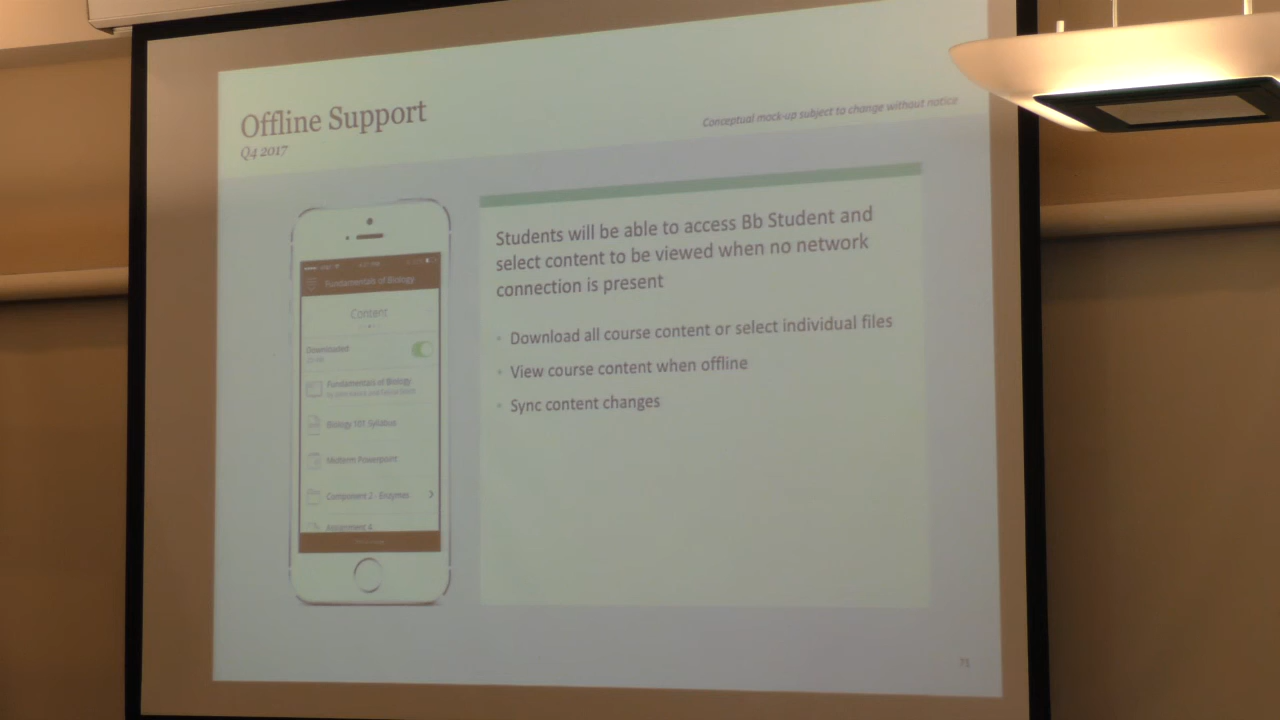 Offline Support
Q4 2017
Conceptual mock-up subject to change without notice
Fundamentals of Biology
Content
Downloaded
Fundamentals of Biology
Biology 101 Syllabus
Midterm Powerpoint
Component 2 - Enzymes
Assignment 4
Students will be able to access Bb Student and
select content to be viewed when no network
connection is present
• Download all course content or select individual files
• View course content when offline
• Sync content changes
71